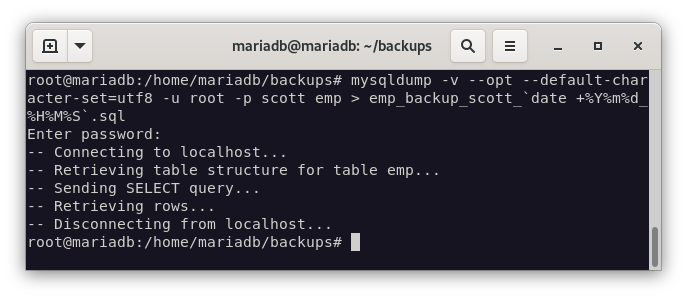 mariadb@mariadb: ~/backups
root@mariadb:/home/mariadb/backups# mysqldump -v --opt --default-char
acter-set=utf8 -u root -p scott emp > emp_backup_scott_`date +%Y%m%d_
%H%M%S`.sql
Enter password:
-- Connecting to localhost...
-- Retrieving table structure for table emp...
-- Sending SELECT query...
-- Retrieving rows...
-- Disconnecting from localhost...
root@mariadb:/home/mariadb/backups#